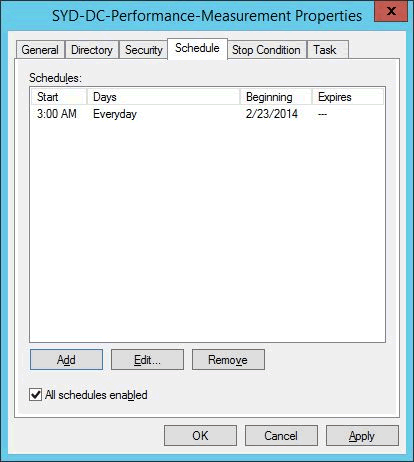 SYD-DC-Performance-Measurement Properties
x
General Directory Security Schedule Stop Condition Task
Schedules:
Start Days Beginning Expires
3:00 AM Everyday 2/23/2014 ---
Add Edit... Remove
All schedules enabled
OK Cancel Apply